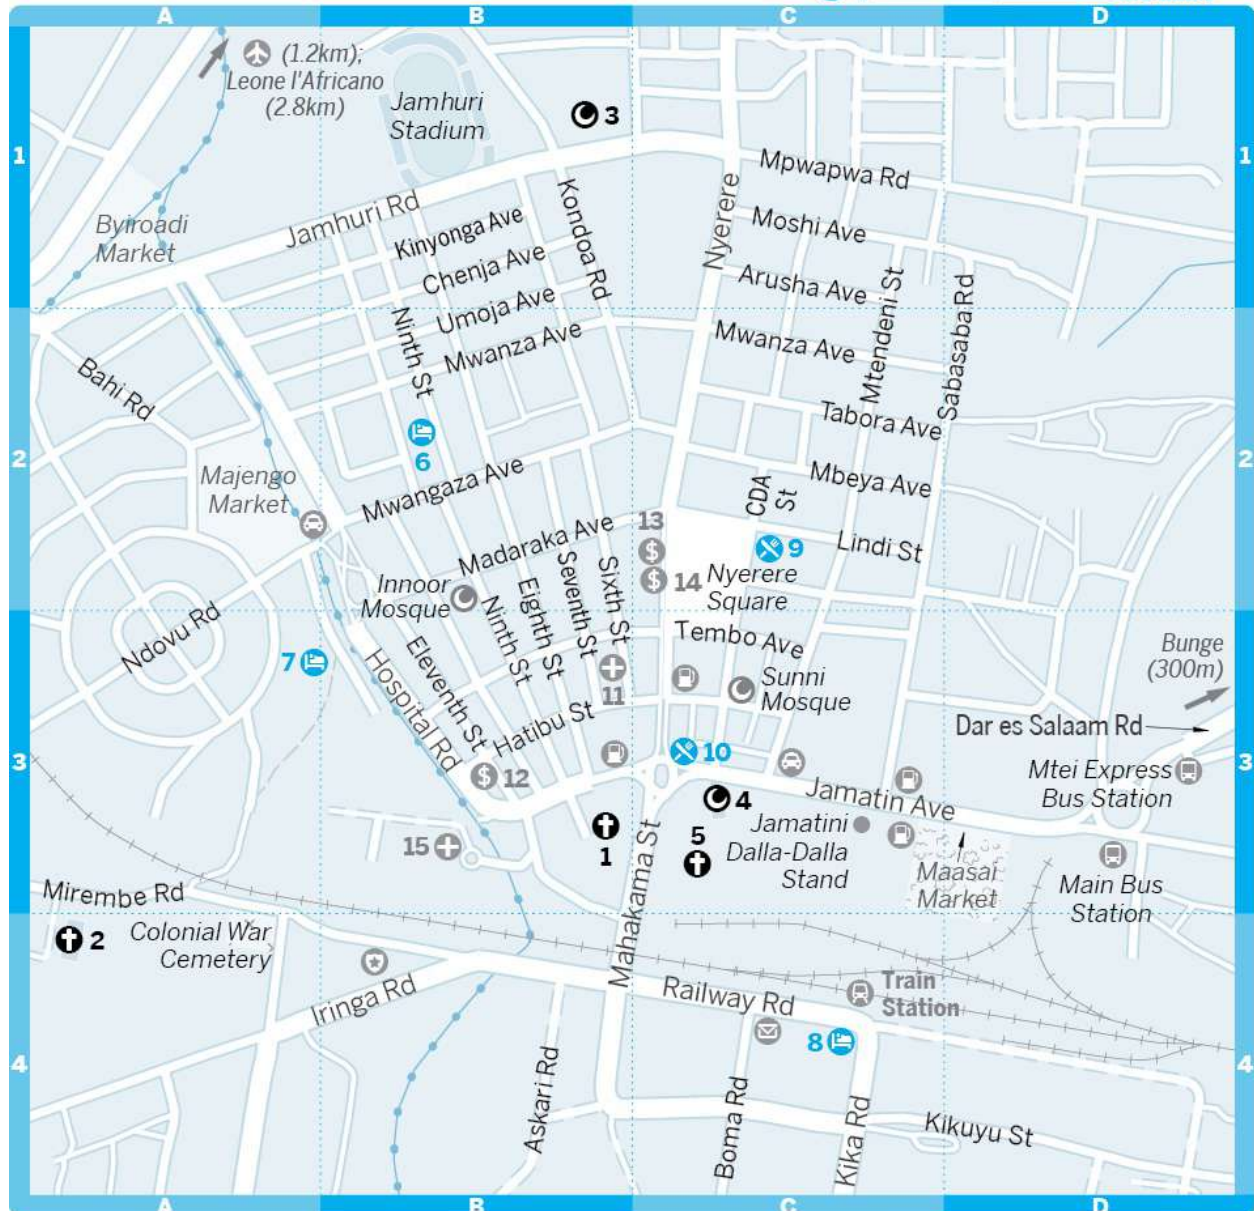 A
B
C
D
(1.2km);
Leone l'Africano
(2.8km)
Jamhuri
Stadium
3
1
1
Mpwapwa Rd
Byiroadi
Market
Jamhuri Rd
Kinyonga Ave
Kondoa Rd
Nyerere
Moshi Ave
Chenja Ave
Arusha Ave
Mtendeni St
Sabasaba Rd
Umoja Ave
Ninth St
Mwanza Ave
Mwanza Ave
Bahi Rd
Tabora Ave
2
6
2
Majengo
Market
Mwangaza Ave
CDA
St
Mbeya Ave
Madaraka Ave
13
9
Lindi St
Innoor
Mosque
14
Nyerere
Square
Ninth St
Eighth St
Seventh St
Sixth St
Ndovu Rd
Tembo Ave
Bunge
(300m)
7
Hospital Rd
Eleventh St
11
Sunni
Mosque
Hatibu St
Dar es Salaam Rd
3
12
10
3
Mtei Express
Bus Station
Jamatin Ave
4
15
1
5
Jamatini
Dalla-Dalla
Stand
Maasai
Market
Main Bus
Station
Mirembe Rd
2
Colonial War
Cemetery
Mahakama St
Iringa Rd
Railway Rd
Train
Station
8
4
4
Askari Rd
Boma Rd
Kika Rd
Kikuyu St
A
B
C
D